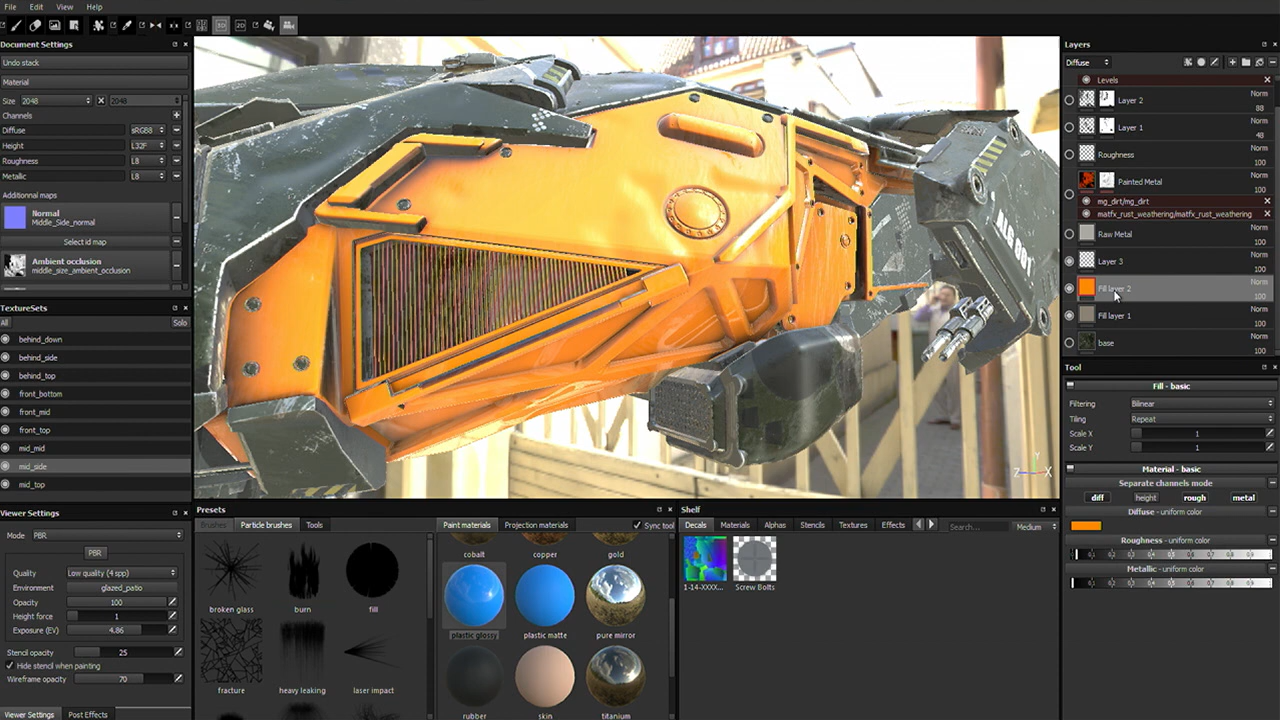 File Edit View Help
Document Settings
Undo stack
Material
Size 2048 2048
Channels
Diffuse sRGB8
Height L32F
Roughness L8
Metallic L8
Additionnal maps
Normal
Middle_Side_normal
Select id map
Ambient occlusion
middle_size_ambient_occlusion
TextureSets
All Solo
behind_down
behind_side
behind_top
front_bottom
front_mid
front_top
mid_mid
mid_side
mid_top
Viewer Settings
Mode PBR
PBR
Quality Low quality (4 spp)
Environment glazed_patio
Opacity 100
Height force 1
Exposure (EV) 4.86
Stencil opacity 25
Hide stencil when painting
Wireframe opacity 70
Viewer Settings Post Effects
3D 2D
Y
Z X
Presets
Brushes Particle brushes Tools
broken glass burn fill
fracture heavy leaking laser impact
Paint materials Projection materials Sync tool
cobalt copper gold
plastic glossy plastic matte pure mirror
rubber skin titanium
Shelf
Decals Materials Alphas Stencils Textures Effects Search... Medium
1-14-XXXX... Screw Bolts
Layers
Diffuse
Levels
Layer 2 Norm
88
Layer 1 Norm
48
Roughness Norm
100
Painted Metal Norm
100
mg_dirt/mg_dirt
matfx_rust_weathering/matfx_rust_weathering
Raw Metal Norm
100
Layer 3 Norm
100
Fill layer 2 Norm
100
Fill layer 1 Norm
100
base Norm
100
Tool
Fill - basic
Filtering Bilinear
Tiling Repeat
Scale X 1
Scale Y 1
Material - basic
Separate channels mode
diff height rough metal
Diffuse - uniform color
Roughness - uniform color
Metallic - uniform color